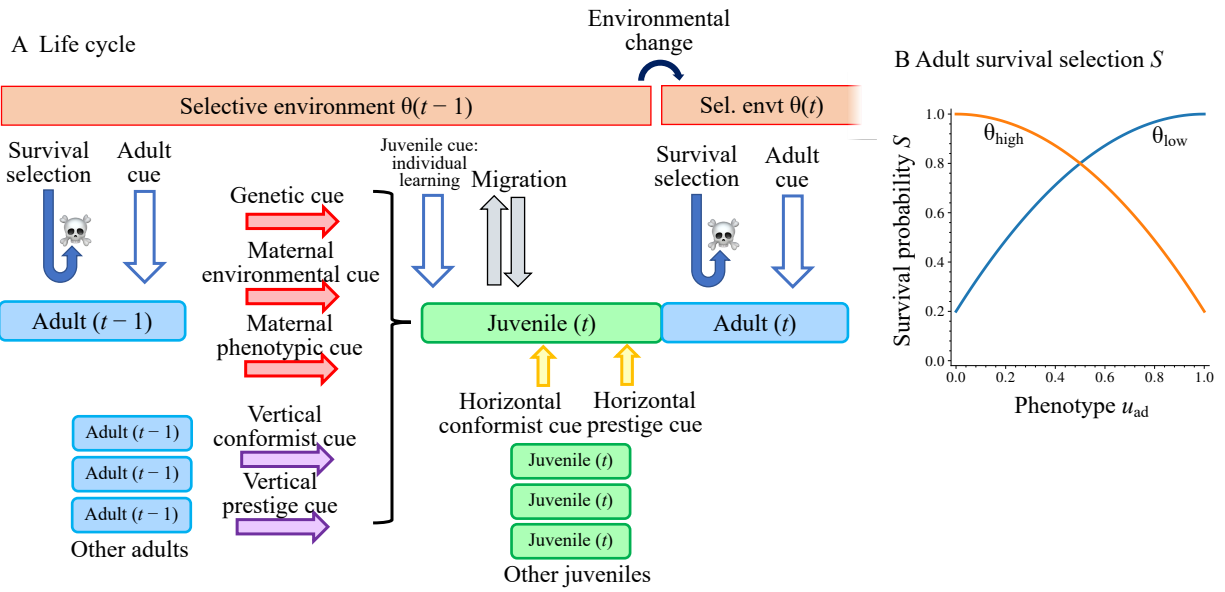 A Life cycle
Environmental
change
Selective environment θ(t − 1)
Sel. envt θ(t)
Survival
selection
Adult
cue
Genetic cue
Maternal
environmental cue
Maternal
phenotypic cue
Juvenile cue:
individual
learning
Migration
Survival
selection
Adult
cue
Adult (t − 1)
Juvenile (t)
Adult (t)
Vertical
conformist cue
Vertical
prestige cue
Adult (t − 1)
Adult (t − 1)
Adult (t − 1)
Other adults
Horizontal
conformist cue
Horizontal
prestige cue
Juvenile (t)
Juvenile (t)
Juvenile (t)
Other juveniles
B Adult survival selection S
Survival probability S
1.0
0.8
0.6
0.4
0.2
0.0
θhigh
θlow
0.0 0.2 0.4 0.6 0.8 1.0
Phenotype uad